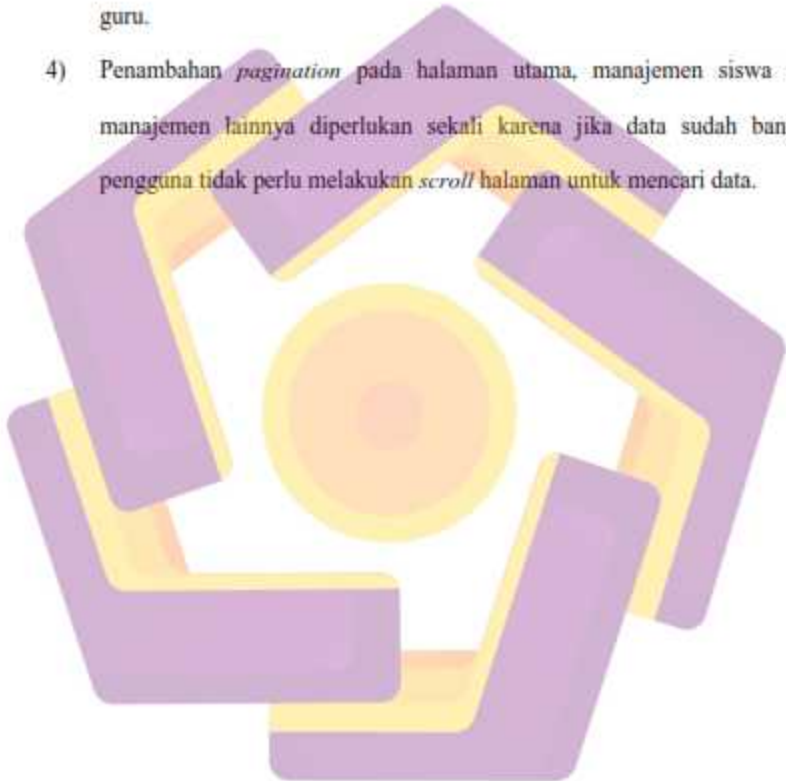 guru.
4) Penambahan pagination pada halaman utama, manajemen siswa
manajemen lainnya diperlukan sekali karena jika data sudah ban
pengguna tidak perlu melakukan scroll halaman untuk mencari data.